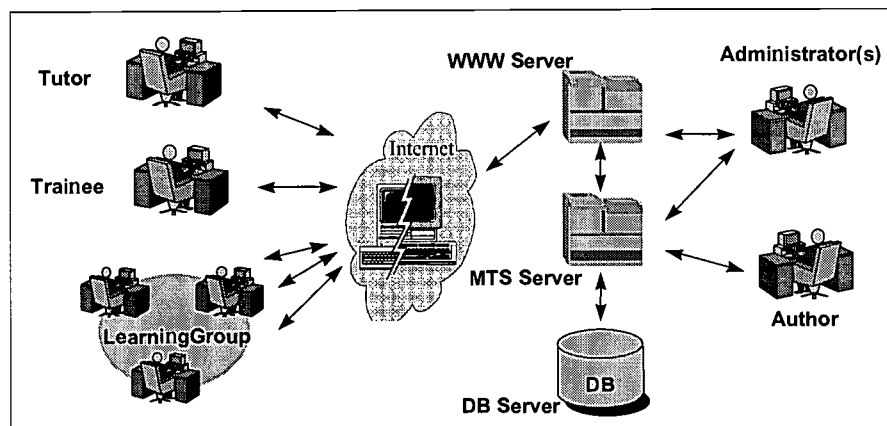 Tutor
WWW Server
Administrator(s)
Internet
Trainee
MTS Server
LearningGroup
Author
DB
DB Server